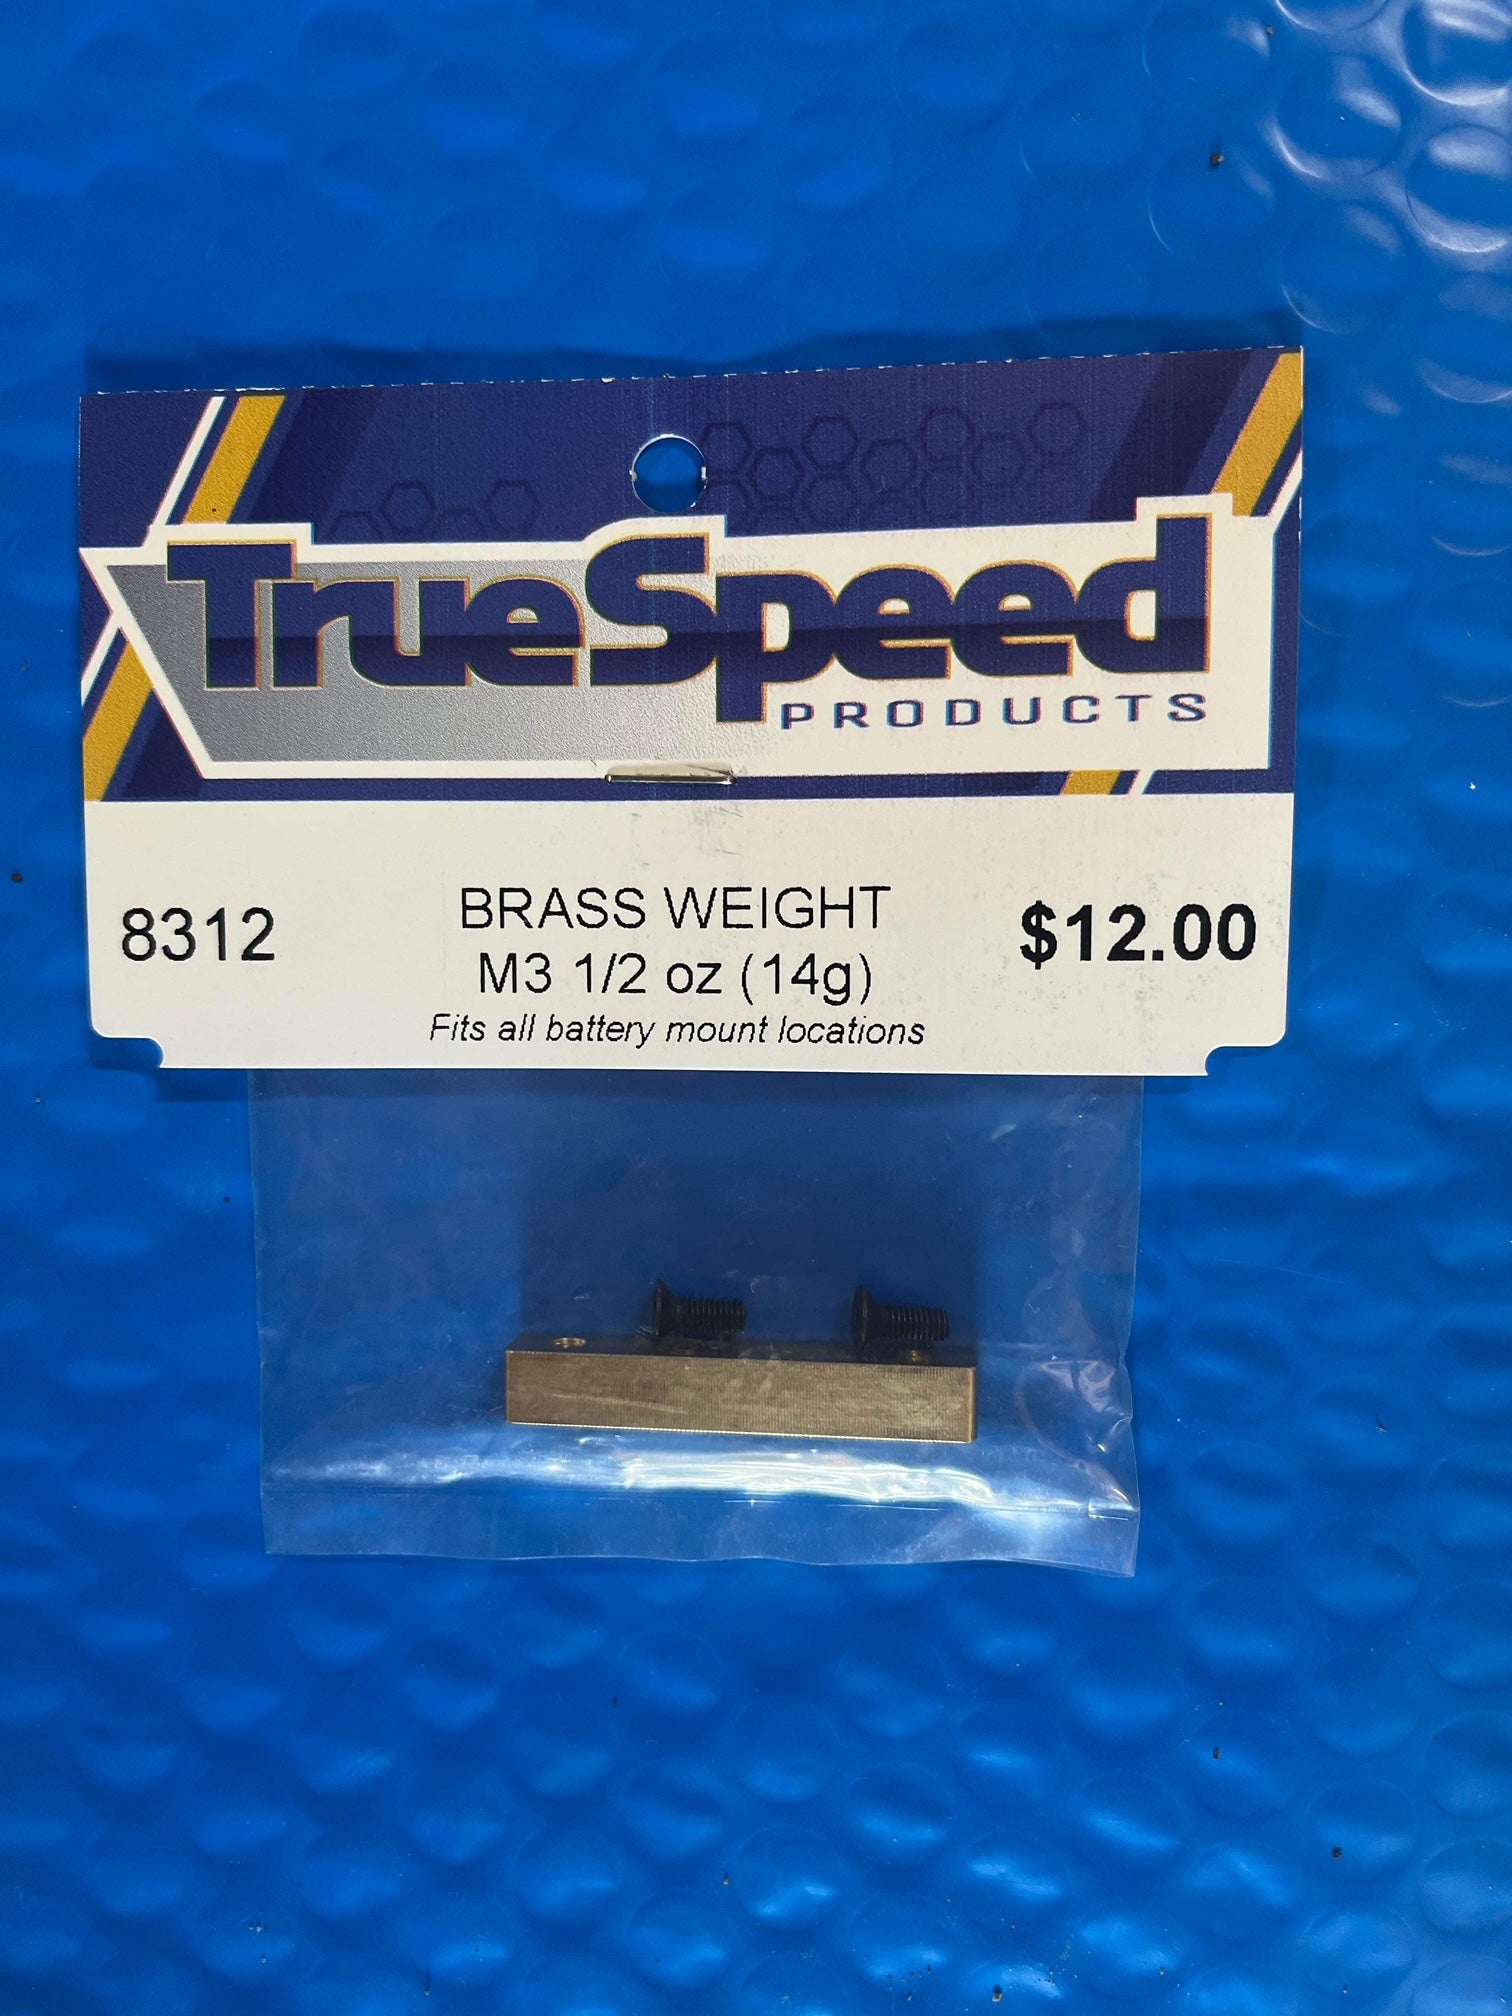 TrueSpeed
PRODUCTS
8312
BRASS WEIGHT
$12.00
M3 1/2 oz (14g)
Fits all battery mount locations